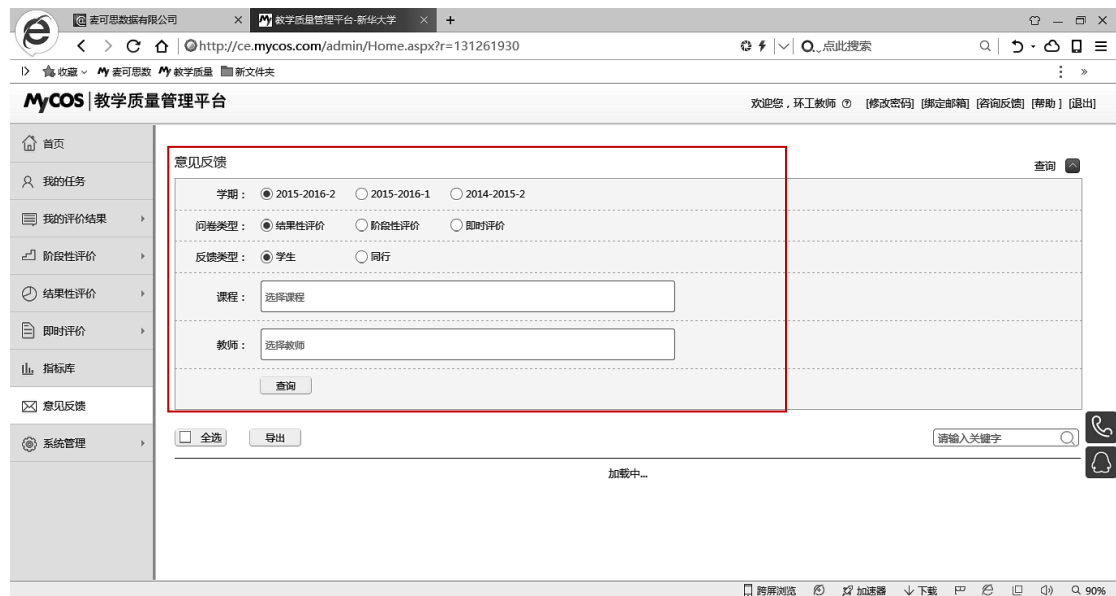 麦可思数据有限公司 教学质量管理平台-新华大学
http://ce.mycos.com/admin/Home.aspx?r=131261930 点此搜索
收藏 麦可思数 教学质量 新文件夹
MyCOS 教学质量管理平台 欢迎您，环工教师 [修改密码] [绑定邮箱] [咨询反馈] [帮助] [退出]
首页
我的任务
我的评价结果
阶段性评价
结果性评价
即时评价
指标库
意见反馈
系统管理
意见反馈 查询
学期： 2015-2016-2 2015-2016-1 2014-2015-2
问卷类型： 结果性评价 阶段性评价 即时评价
反馈类型： 学生 同行
课程： 选择课程
教师： 选择教师
查询
全选 导出 请输入关键字
加载中...
跨屏浏览 加速器 下载 90%